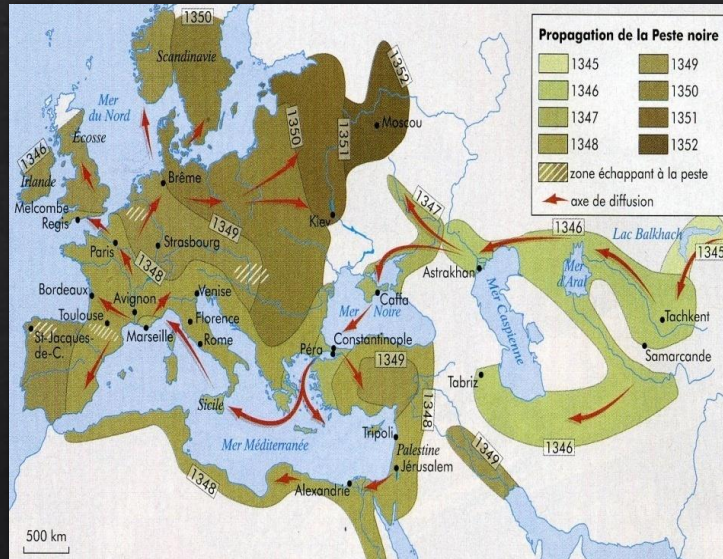 1350
Scandinavie
Mer
du Nord
Écosse
1346
Irlande
Melcombe
Regis
Brême
Paris
Strasbourg
1349
1348
Bordeaux
Avignon
Toulouse
St-Jacques-
de-C.
Marseille
Venise
Florence
Rome
Sicile
Mer Méditerranée
1348
1350
1351
1352
Moscou
Kiev
1347
Astrakhan
Caffa
Mer Noire
Constantinople
Péra
1349
1348
Tripoli
Palestine
Jérusalem
Alexandrie
1349
Tabriz
Mer Caspienne
1346
Mer
d'Aral
Lac Balkhach
1345
Tachkent
Samarcande
1346
500 km
Propagation de la Peste noire
1345
1346
1347
1348
1349
1350
1351
1352
zone échappant à la peste
axe de diffusion